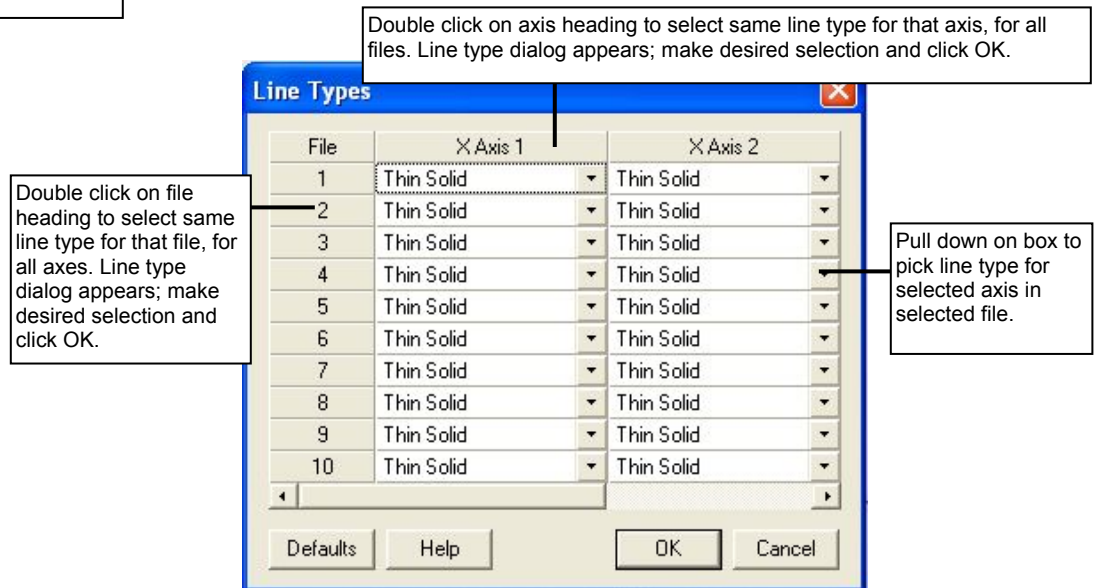 Double click on axis heading to select same line type for that axis, for all
files. Line type dialog appears; make desired selection and click OK.
Line Types
File X Axis 1 X Axis 2
1 Thin Solid Thin Solid
2 Thin Solid Thin Solid
3 Thin Solid Thin Solid
4 Thin Solid Thin Solid
5 Thin Solid Thin Solid
6 Thin Solid Thin Solid
7 Thin Solid Thin Solid
8 Thin Solid Thin Solid
9 Thin Solid Thin Solid
10 Thin Solid Thin Solid
Double click on file
heading to select same
line type for that file, for
all axes. Line type
dialog appears; make
desired selection and
click OK.
Pull down on box to
pick line type for
selected axis in
selected file.
Defaults Help OK Cancel